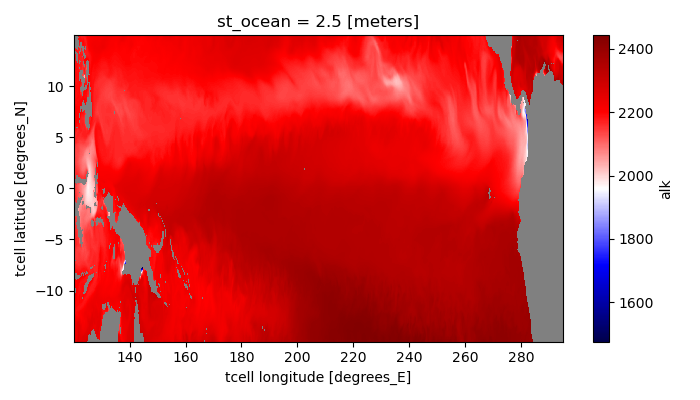 st_ocean = 2.5 [meters]
10
5
0
−5
−10
tcell latitude [degrees_N]
140 160 180 200 220 240 260 280
tcell longitude [degrees_E]
2400
2200
2000
1800
1600
alk